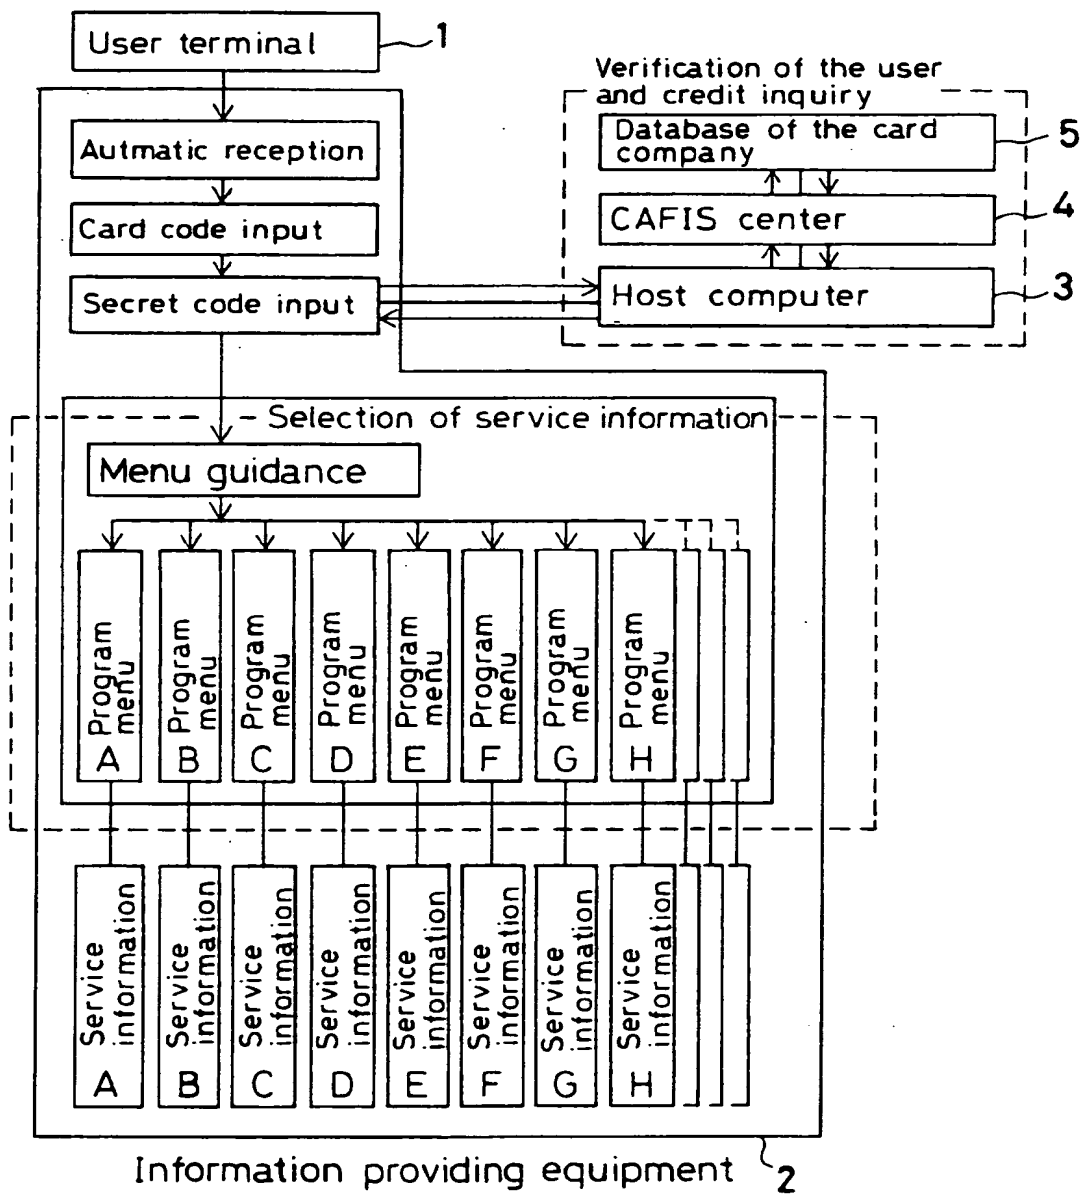 User terminal
1
Verification of the user
and credit inquiry
Autmatic reception
Database of the card
company
5
Card code input
CAFIS center
4
Secret code input
Host computer
3
Selection of service information
Menu guidance
Program
menu
A
Program
menu
B
Program
menu
C
Program
menu
D
Program
menu
E
Program
menu
F
Program
menu
G
Program
menu
H
Service
information
A
Service
information
B
Service
information
C
Service
information
D
Service
information
E
Service
information
F
Service
information
G
Service
information
H
Information providing equipment
2